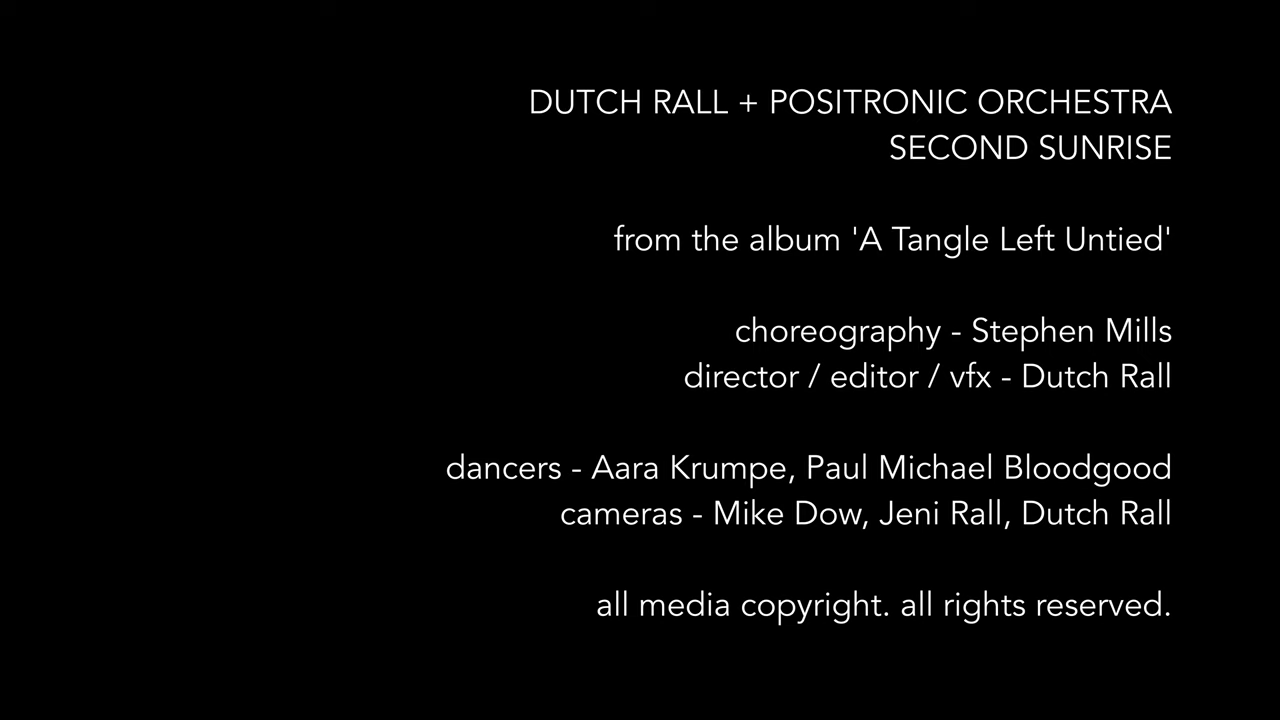 DUTCH RALL + POSITRONIC ORCHESTRA
SECOND SUNRISE
from the album 'A Tangle Left Untied'
choreography - Stephen Mills
director / editor / vfx - Dutch Rall
dancers - Aara Krumpe, Paul Michael Bloodgood
cameras - Mike Dow, Jeni Rall, Dutch Rall
all media copyright. all rights reserved.